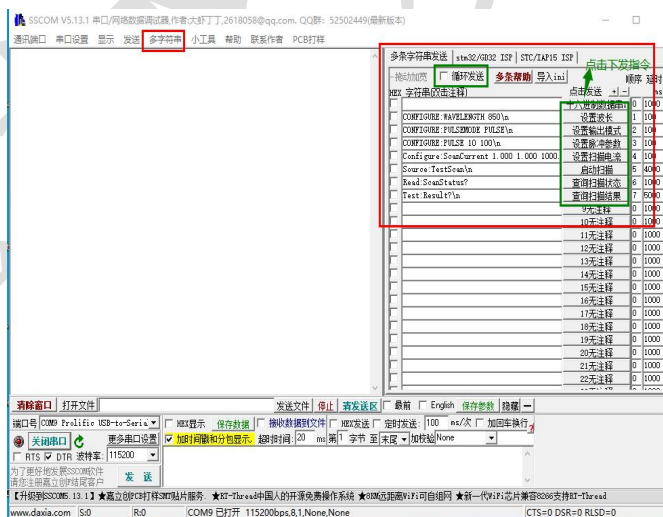 SSCOM V5.13.1 串口/网络数据调试器,作者:大虾丁丁,2618058@qq.com. QQ群: 52502449(最新版本)
通讯端口 串口设置 显示 发送 多字符串 小工具 帮助 联系作者 PCB打样
多条字符串发送 stm32/GD32 ISP STC/IAP15 ISP
点击下发指令
拖动加宽 循环发送 多条帮助 导入ini 顺序 延时
HEX 字符串(双击注释) 点击发送 + - ms
十六进制数据串: 0 1000
CONFIGURE:WAVELENGTH 850\n 设置波长 1 100
CONFIGURE:PULSEMODE PULSE\n 设置输出模式 2 100
CONFIGURE:PULSE 10 100\n 设置脉冲参数 3 100
Configure:ScanCurrent 1.000 1.000 1000. 设置扫描电流 4 100
Source:TestScan\n 启动扫描 5 4000
Read:ScanStatus? 查询扫描状态 6 1000
Test:Result?\n 查询扫描结果 7 5000
9无注释 0 1000
10无注释 0 1000
11无注释 0 1000
12无注释 0 1000
13无注释 0 1000
14无注释 0 1000
15无注释 0 1000
16无注释 0 1000
17无注释 0 1000
18无注释 0 1000
19无注释 0 1000
20无注释 0 1000
21无注释 0 1000
22无注释 0 1000
清除窗口 打开文件 发送文件 停止 清发送区 最前 English 保存参数 隐藏 —
端口号 COM9 Prolific USB-to-Seria HEX显示 保存数据 接收数据到文件 HEX发送 定时发送: 100 ms/次 加回车换行
关闭串口 更多串口设置 加时间戳和分包显示. 超时时间: 20 ms 第 1 字节 至 末尾 加校验 None
RTS DTR 波特率: 115200
为了更好地发展SSCOM软件
请您注册嘉立创F结尾客户
发 送
【升级到SSCOM5.13.1】★嘉立创PCB打样SMT贴片服务. ★RT-Thread中国人的开源免费操作系统 ★8KM远距离WiFi可自组网 ★新一代WiFi芯片兼容8266支持RT-Thread
www.daxia.com S:0 R:0 COM9 已打开 115200bps,8,1,None,None CTS=0 DSR=0 RLSD=0